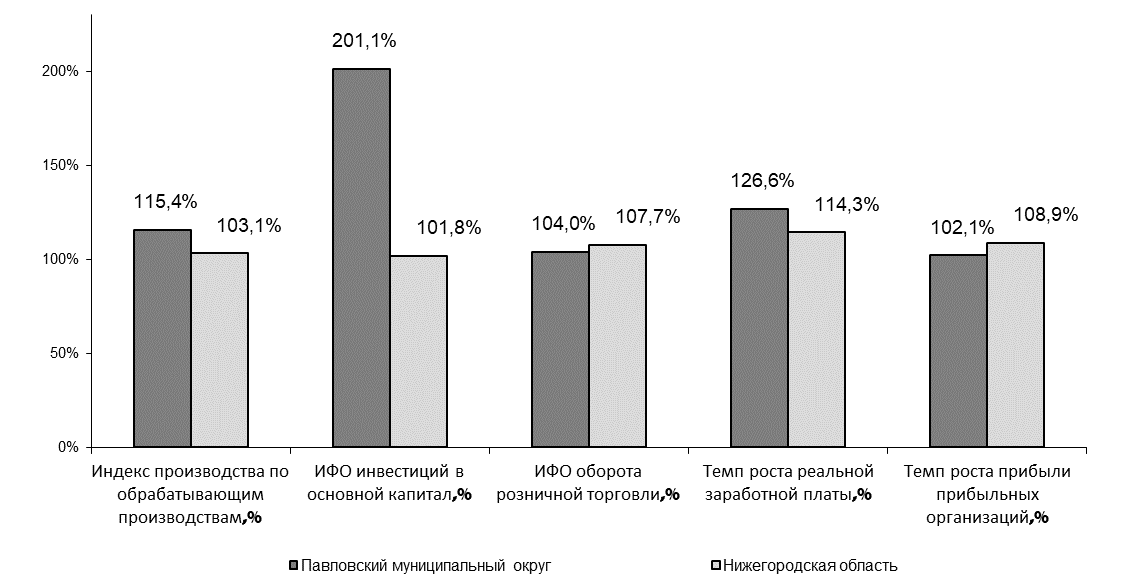 201,1%
200%
150%
126,6%
115,4%
114,3%
103,1%
101,8%
104,0%
107,7%
102,1%
108,9%
100%
50%
0%
Индекс производства по
обрабатывающим
производствам,%
ИФО инвестиций в
основной капитал,%
ИФО оборота
розничной торговли,%
Темп роста реальной
заработной платы,%
Темп роста прибыли
прибыльных
организаций,%
Павловский муниципальный округ
Нижегородская область